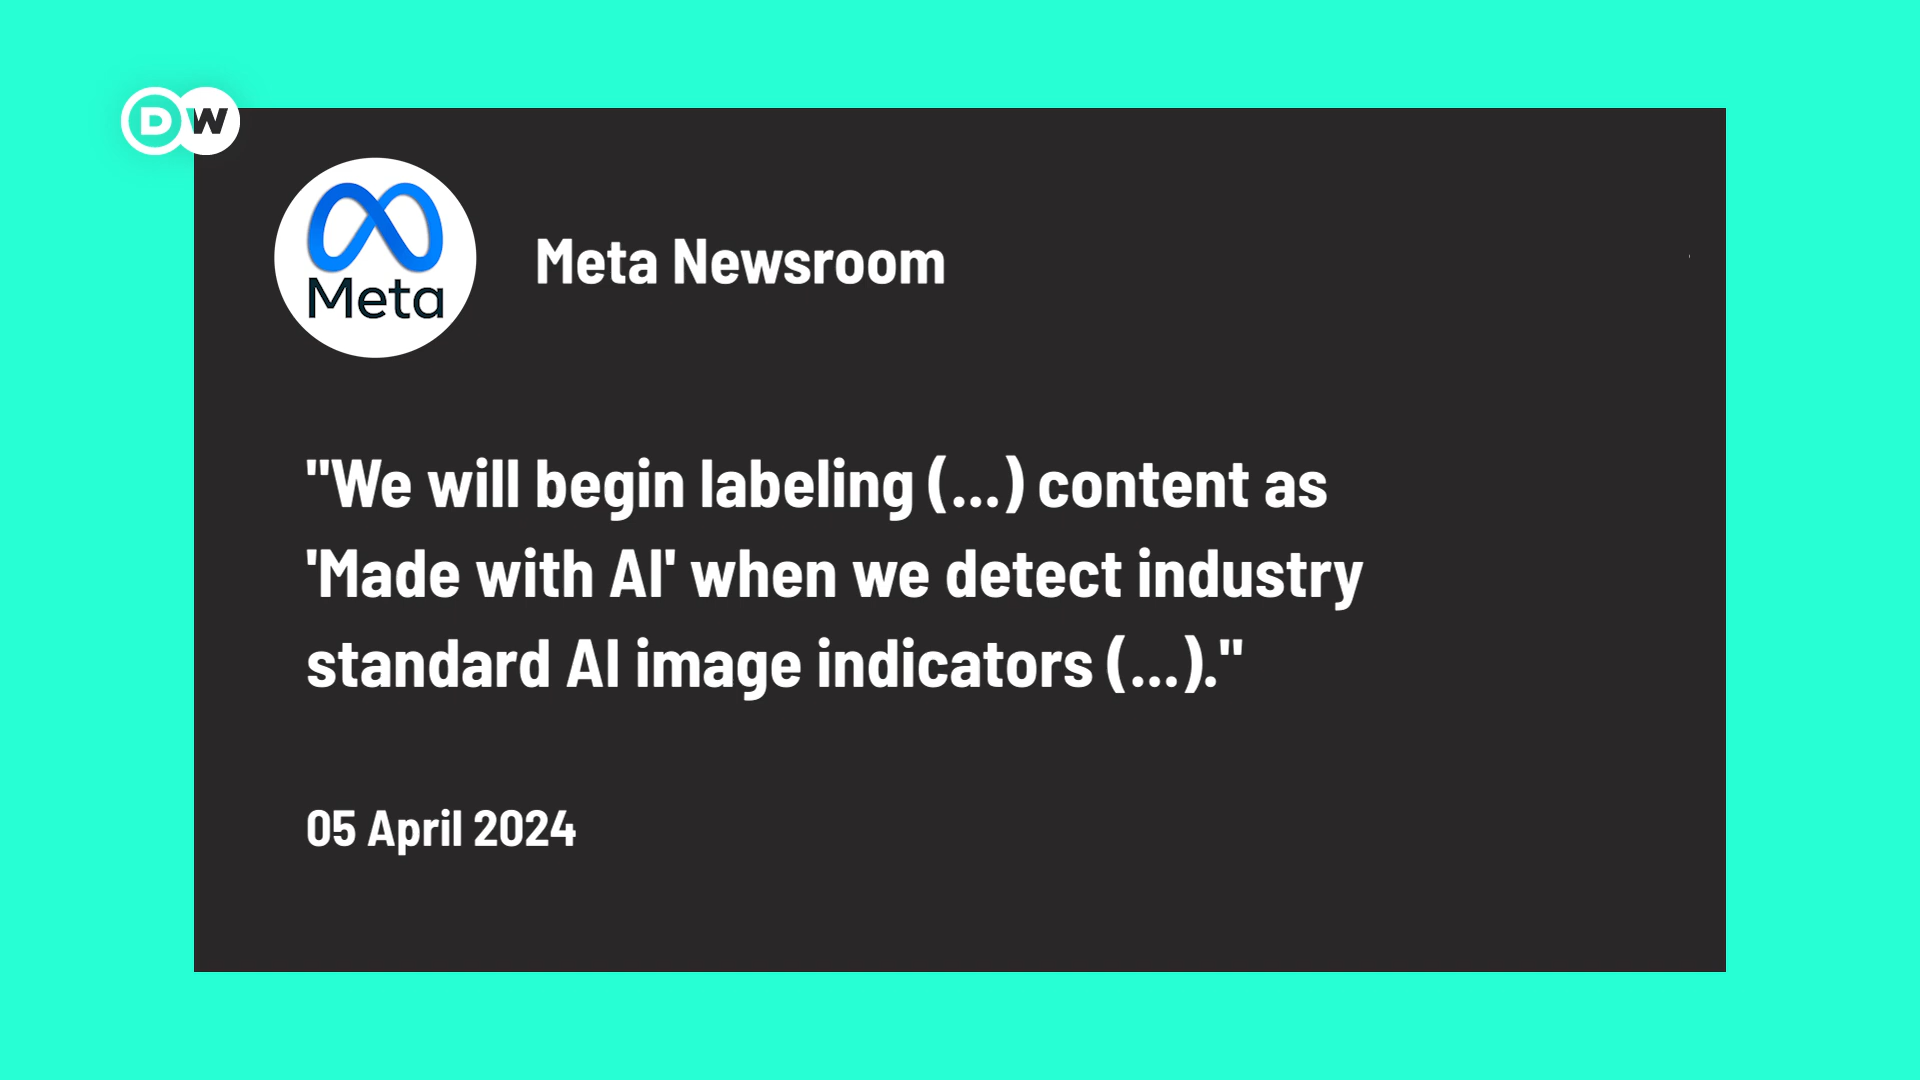 DW
Meta
Meta Newsroom
"We will begin labeling (...) content as
'Made with AI' when we detect industry
standard AI image indicators (...)."
05 April 2024